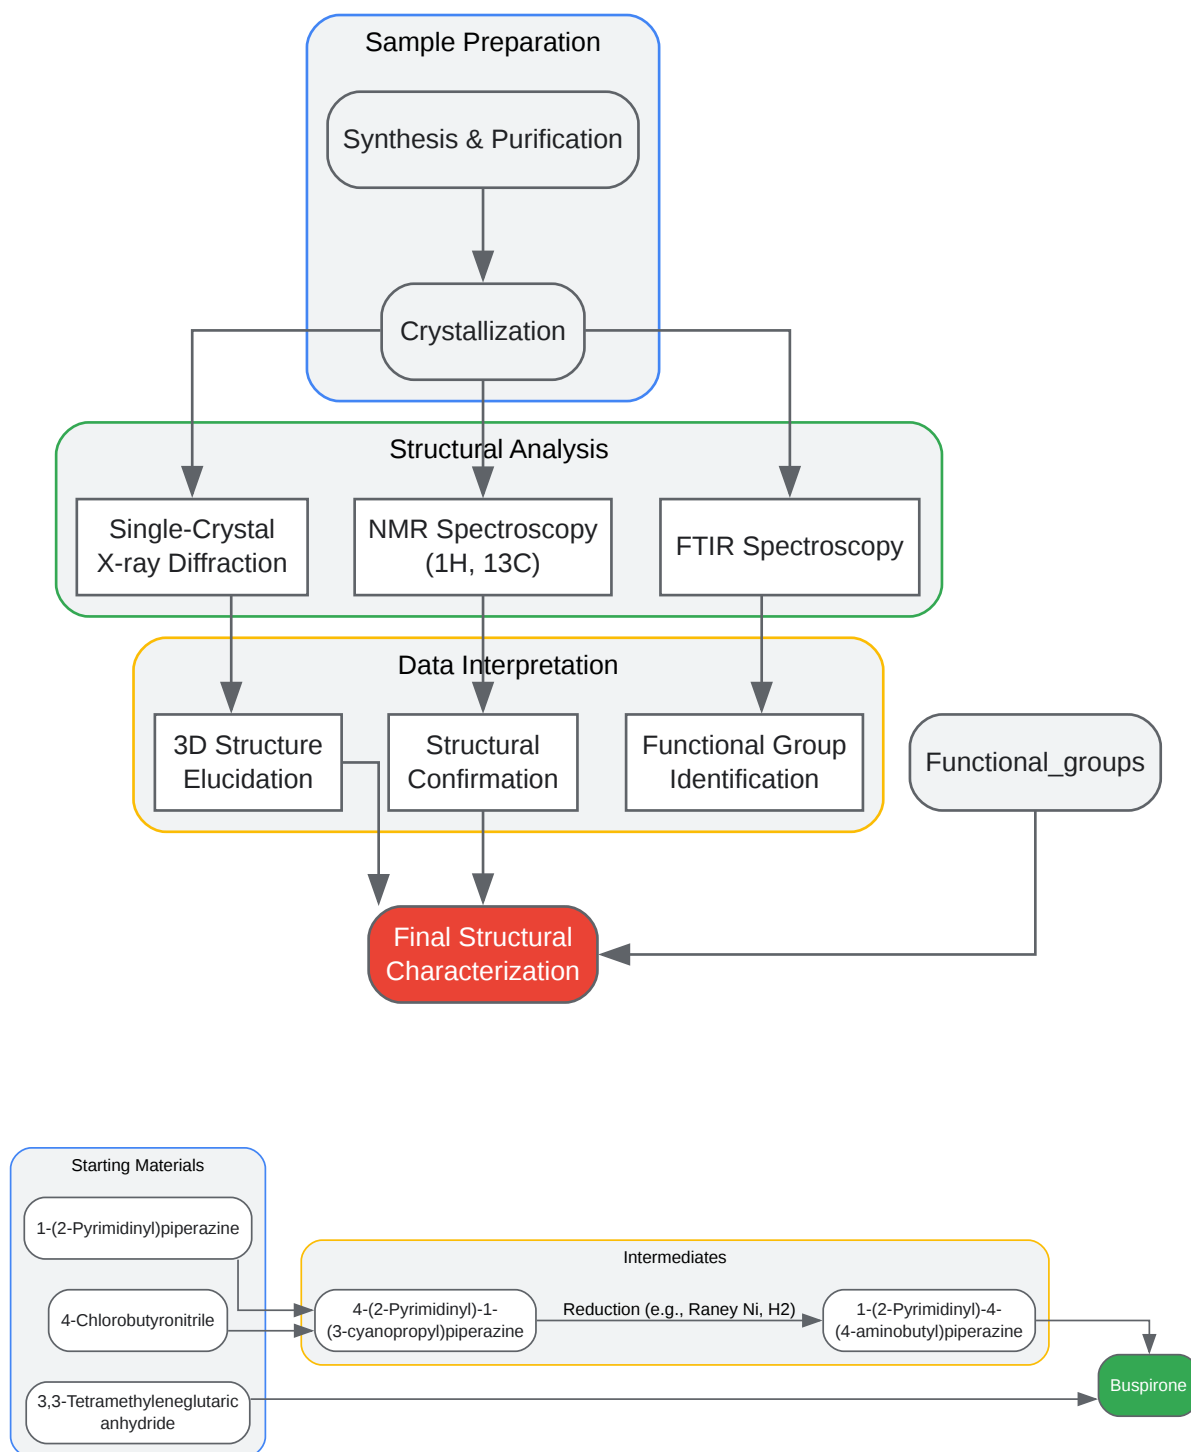 Sample Preparation
Synthesis & Purification
Crystallization
Structural Analysis
Single-Crystal
X-ray Diffraction
NMR Spectroscopy
(1H, 13C)
FTIR Spectroscopy
Data Interpretation
3D Structure
Elucidation
Structural
Confirmation
Functional Group
Identification
Functional_groups
Final Structural
Characterization
Starting Materials
1-(2-Pyrimidinyl)piperazine
4-Chlorobutyronitrile
3,3-Tetramethyleneglutaric
anhydride
Intermediates
4-(2-Pyrimidinyl)-1-
(3-cyanopropyl)piperazine
Reduction (e.g., Raney Ni, H2)
1-(2-Pyrimidinyl)-4-
(4-aminobutyl)piperazine
Buspirone